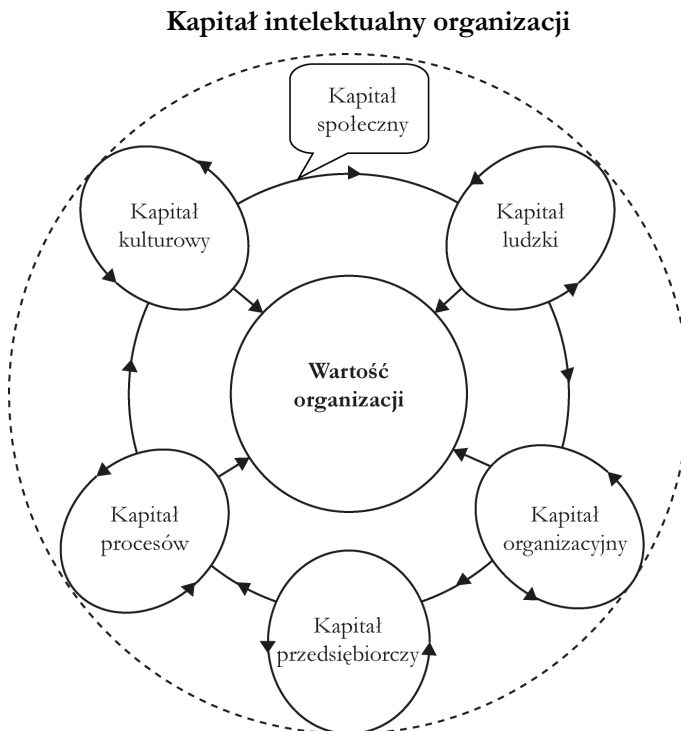 Kapitał intelektualny organizacji
Kapitał
społeczny
Kapitał
kulturowy
Kapitał
ludzki
Wartość
organizacji
Kapitał
procesów
Kapitał
organizacyjny
Kapitał
przedsiębiorczy